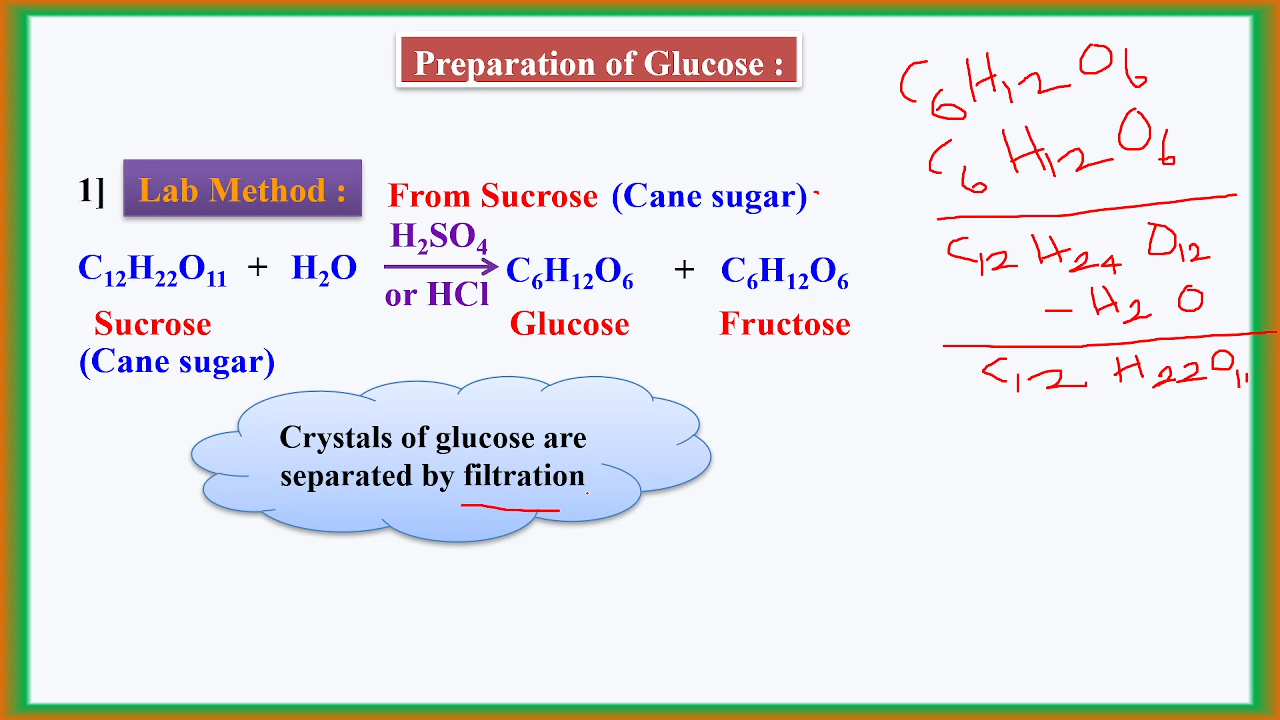 Preparation of Glucose :
1] Lab Method : From Sucrose (Cane sugar)
H₂SO₄
C₁₂H₂₂O₁₁ + H₂O C₆H₁₂O₆ + C₆H₁₂O₆
or HCl
Sucrose Glucose Fructose
(Cane sugar)
Crystals of glucose are
separated by filtration
C₆H₁₂O₆
C₆H₁₂O₆
C₁₂H₂₄O₁₂
- H₂O
C₁₂H₂₂O₁₁